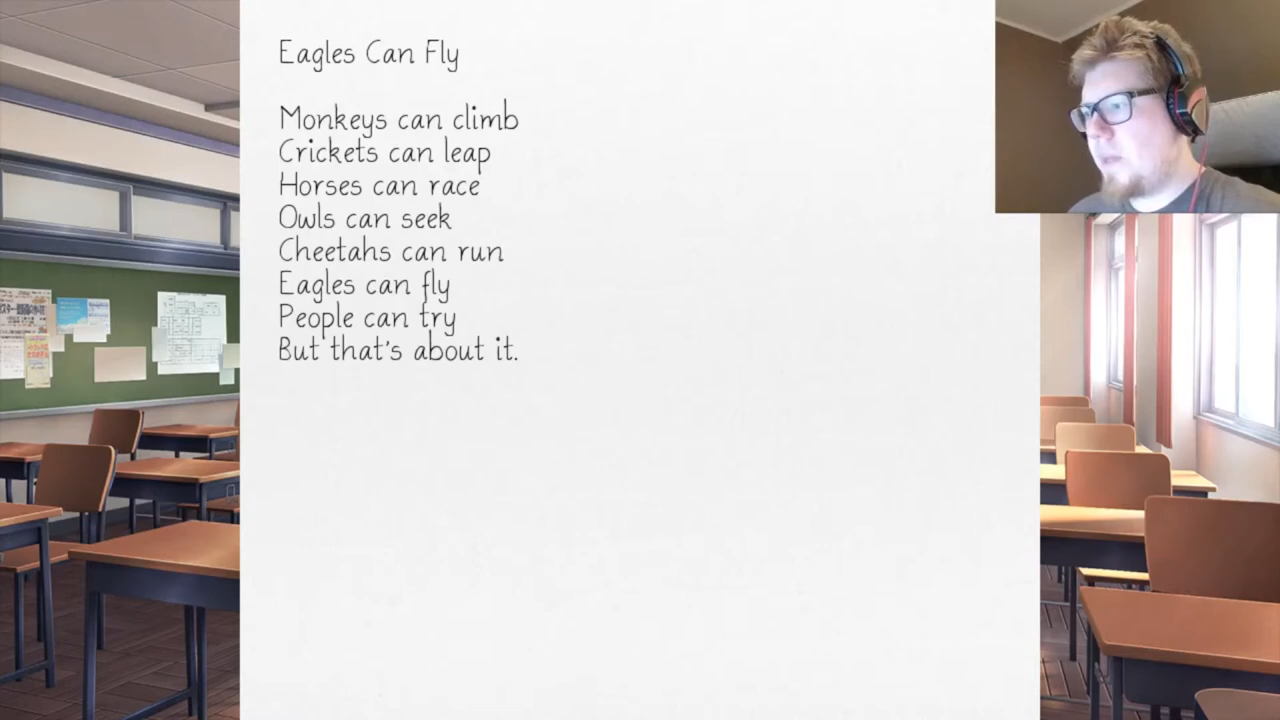 Eagles Can Fly
Monkeys can climb
Crickets can leap
Horses can race
Owls can seek
Cheetahs can run
Eagles can fly
People can try
But that's about it.